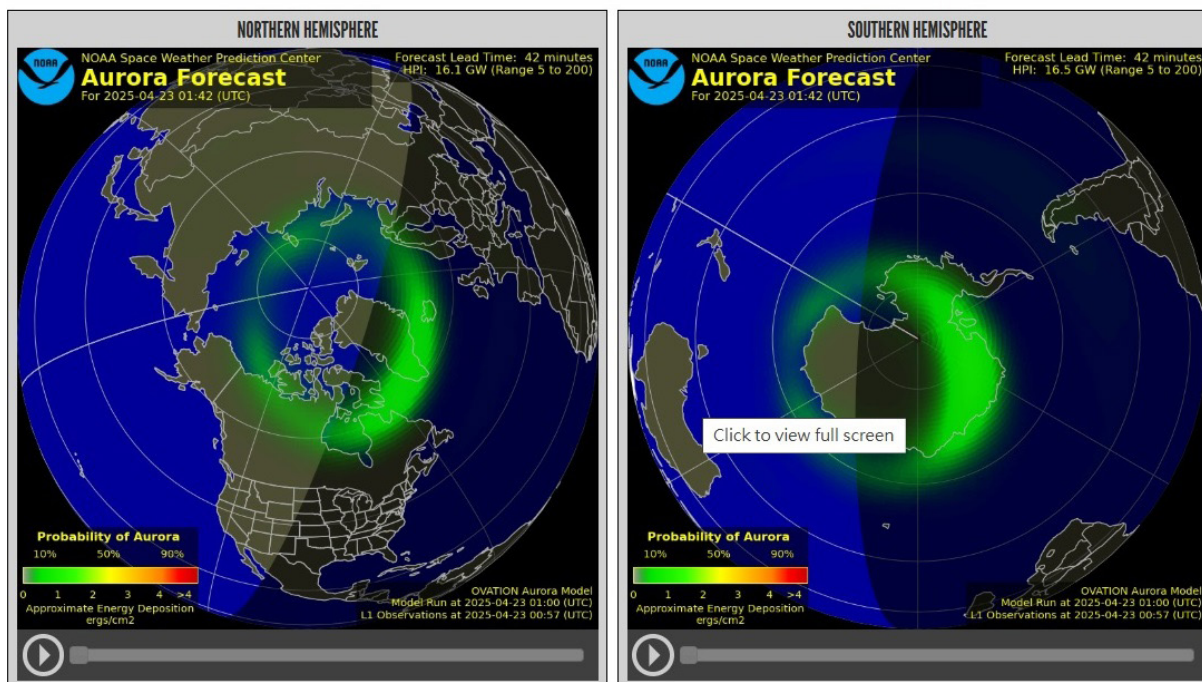 NORTHERN HEMISPHERE
NOAA
NOAA Space Weather Prediction Center
Aurora Forecast
For 2025-04-23 01:42 (UTC)
Forecast Lead Time: 42 minutes
HPI: 16.1 GW (Range 5 to 200)
Probability of Aurora
10% 50% 90%
0 1 2 3 4 >4
Approximate Energy Deposition
ergs/cm2
OVATION Aurora Model
Model Run at 2025-04-23 01:00 (UTC)
L1 Observations at 2025-04-23 00:57 (UTC)
SOUTHERN HEMISPHERE
NOAA
NOAA Space Weather Prediction Center
Aurora Forecast
For 2025-04-23 01:42 (UTC)
Forecast Lead Time: 42 minutes
HPI: 16.5 GW (Range 5 to 200)
Click to view full screen
Probability of Aurora
10% 50% 90%
0 1 2 3 4 >4
Approximate Energy Deposition
ergs/cm2
OVATION Aurora Model
Model Run at 2025-04-23 01:00 (UTC)
L1 Observations at 2025-04-23 00:57 (UTC)